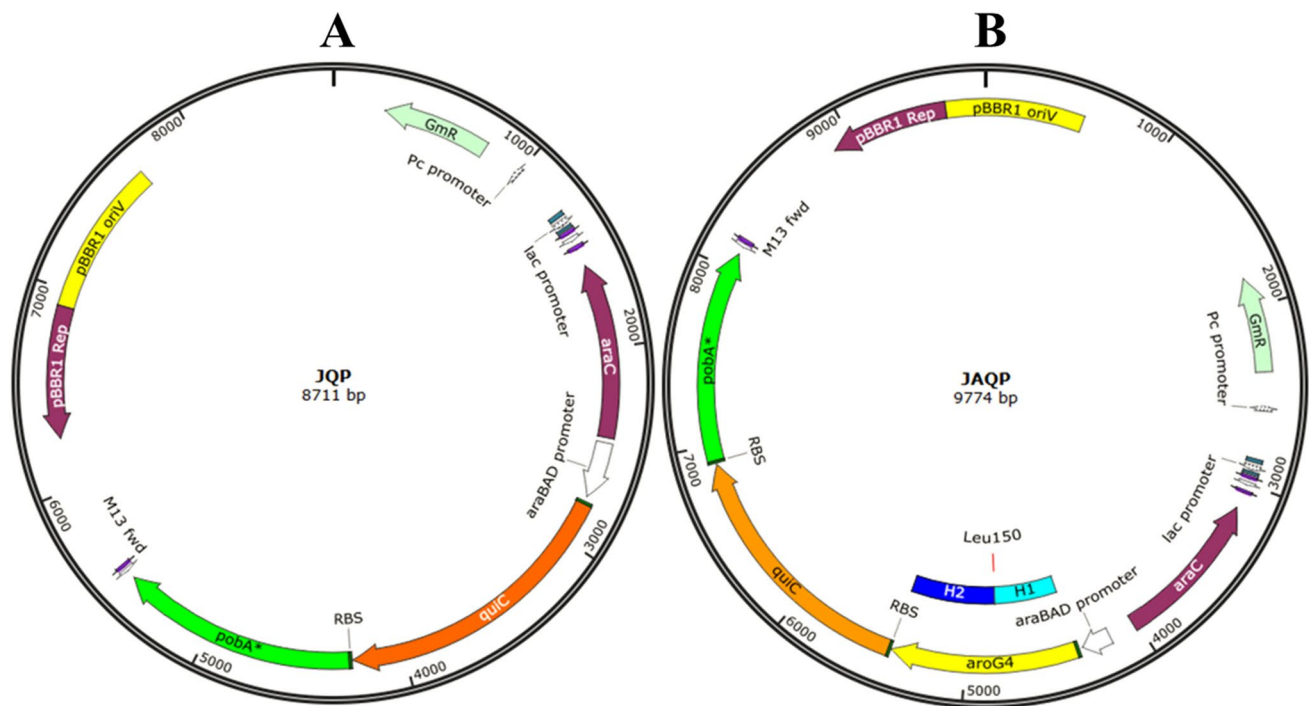 A
GmR
Pc promoter
1000
lac promoter
araC
2000
araBAD promoter
3000
quiC
4000
RBS
pobA*
5000
M13 fwd
6000
pBBR1 Rep
7000
pBBR1 oriV
8000
JQP
8711 bp
B
pBBR1 Rep
pBBR1 oriV
1000
2000
GmR
Pc promoter
3000
lac promoter
araC
4000
araBAD promoter
Leu150
H2
H1
aroG4
5000
RBS
quiC
6000
RBS
7000
pobA*
8000
M13 fwd
9000
JAQP
9774 bp